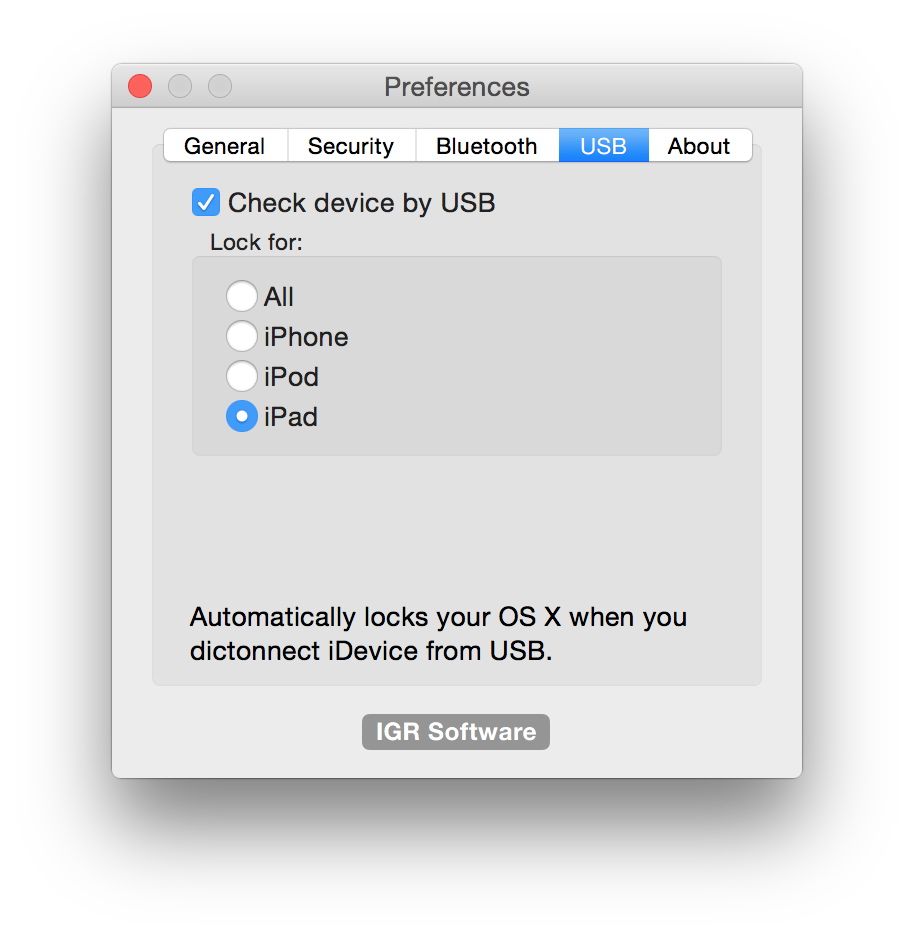 Preferences
General Security Bluetooth USB About
Check device by USB
Lock for:
All
iPhone
iPod
iPad
Automatically locks your OS X when you
dictonnect iDevice from USB.
IGR Software